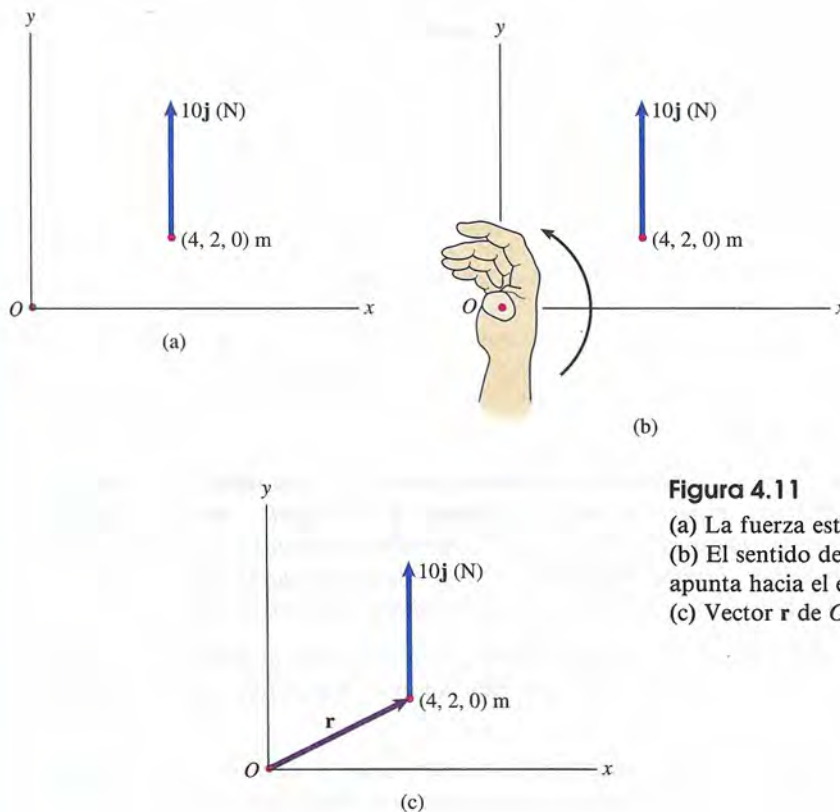 y
10j (N)
(4, 2, 0) m
O
x
(a)
y
10j (N)
(4, 2, 0) m
O
x
(b)
Figura 4.11
(a) La fuerza est
(b) El sentido de
apunta hacia el e
(c) Vector r de O
y
10j (N)
(4, 2, 0) m
r
O
x
(c)